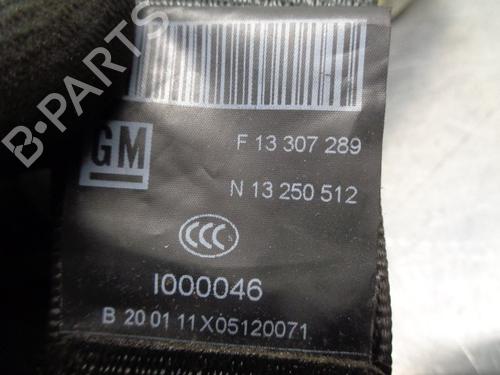 B-PARTS
GM
F 13 307 289
N 13 250 512
CCC
I000046
B 20 01 11X05120071